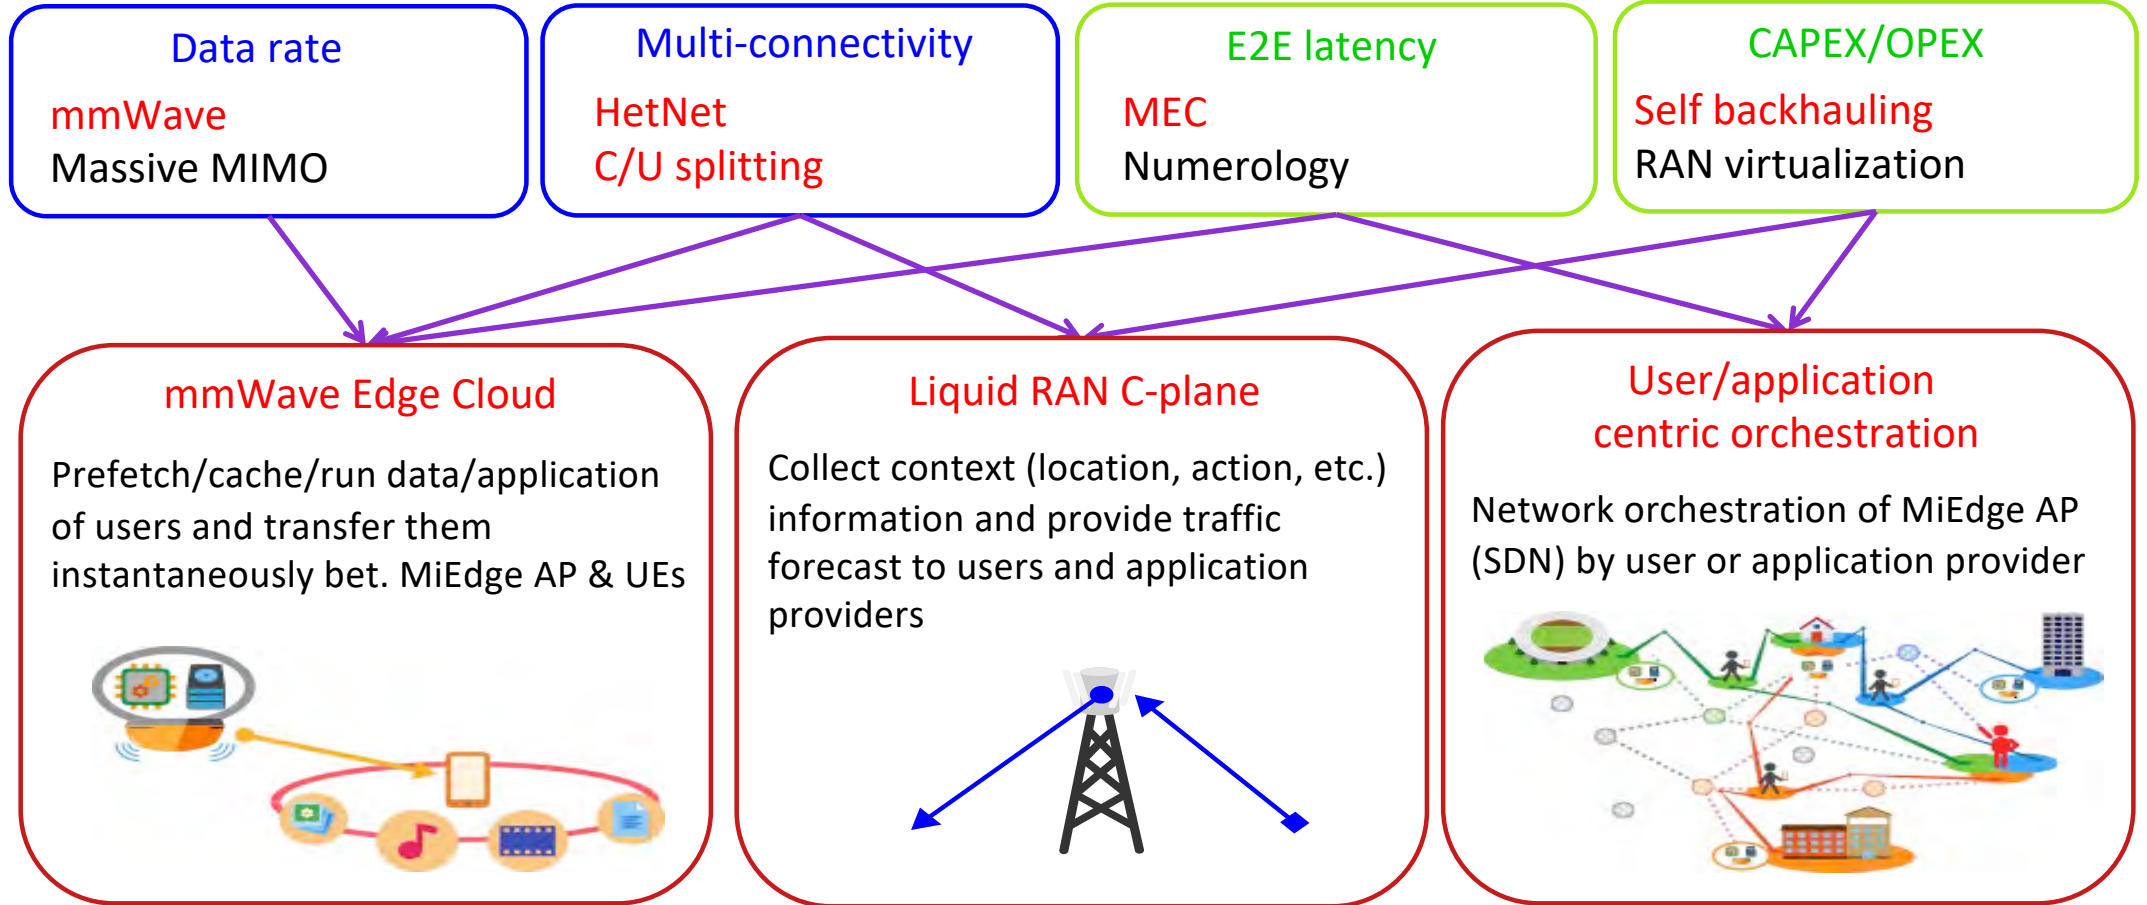 Data rate
mmWave
Massive MIMO
Multi-connectivity
HetNet
C/U splitting
E2E latency
MEC
Numerology
CAPEX/OPEX
Self backhauling
RAN virtualization
mmWave Edge Cloud
Prefetch/cache/run data/application
of users and transfer them
instantaneously bet. MiEdge AP & UEs
Liquid RAN C-plane
Collect context (location, action, etc.)
information and provide traffic
forecast to users and application
providers
User/application
centric orchestration
Network orchestration of MiEdge AP
(SDN) by user or application provider